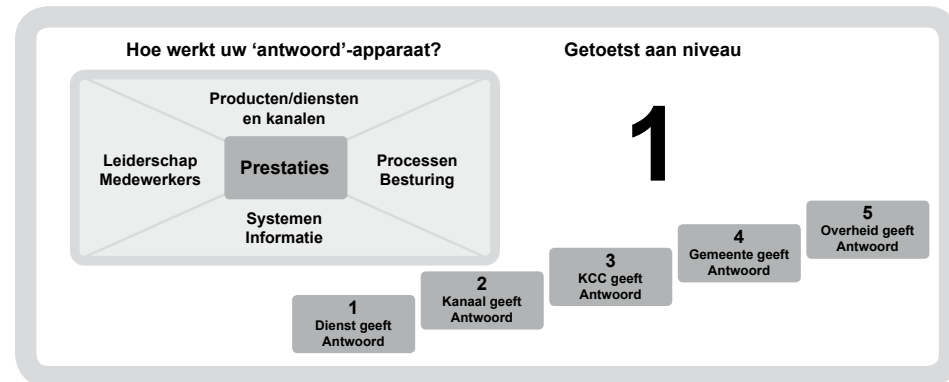 Hoe werkt uw ‘antwoord’-apparaat?
Getoetst aan niveau
Producten/diensten
en kanalen
Leiderschap
Medewerkers
Prestaties
Processen
Besturing
Systemen
Informatie
1
1
Dienst geeft
Antwoord
2
Kanaal geeft
Antwoord
3
KCC geeft
Antwoord
4
Gemeente geeft
Antwoord
5
Overheid geeft
Antwoord